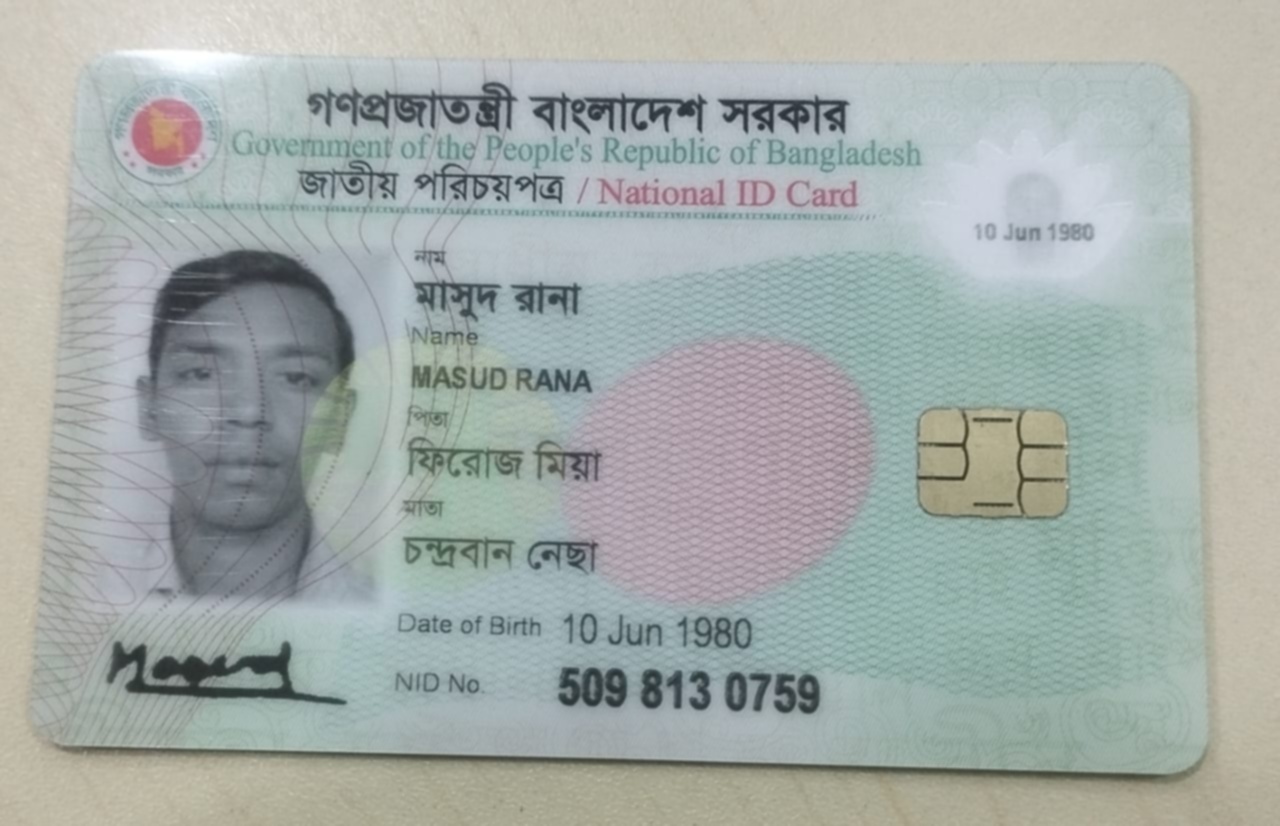 গণপ্রজাতন্ত্রী বাংলাদেশ সরকার
Government of the People's Republic of Bangladesh
জাতীয় পরিচয়পত্র / National ID Card
10 Jun 1980
নাম
মাসুদ রানা
Name
MASUD RANA
পিতা
ফিরোজ মিয়া
মাতা
চন্দ্রবান নেছা
Date of Birth 10 Jun 1980
NID No. 509 813 0759